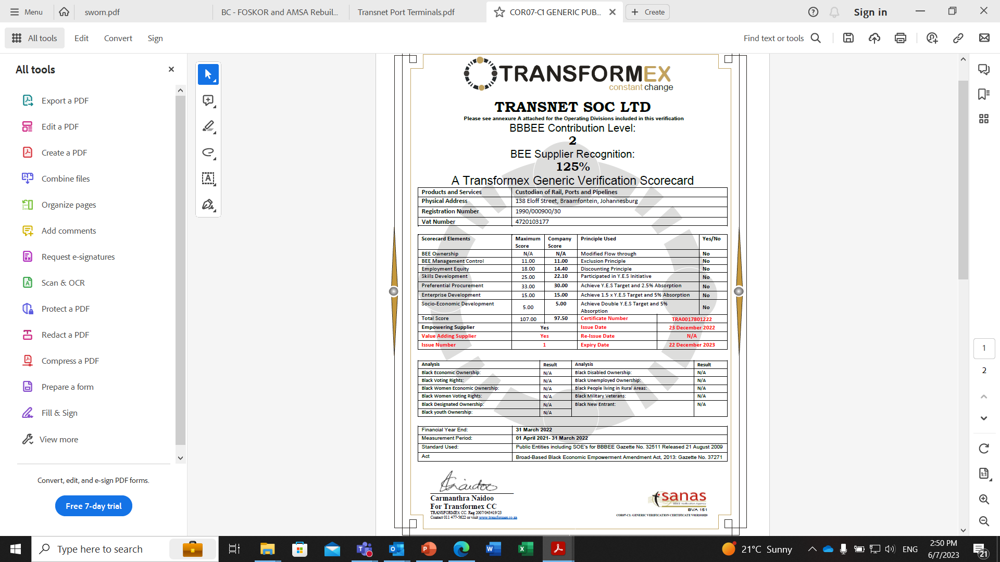 Menu
sworn.pdf
BC - FOSKOR and AMSA Rebuil...
Transnet Port Terminals.pdf
COR07-C1 GENERIC PUB...
Create
Sign in
All tools
Edit
Convert
Sign
Find text or tools
All tools
Export a PDF
Edit a PDF
Create a PDF
Combine files
Organize pages
Add comments
Request e-signatures
Scan & OCR
Protect a PDF
Redact a PDF
Compress a PDF
Prepare a form
Fill & Sign
View more
Convert, edit, and e-sign PDF forms.
Free 7-day trial
TRANSFORMEX
constant change
TRANSNET SOC LTD
Please see annexure A attached for the Operating Divisions included in this verification
BBBEE Contribution Level:
2
BEE Supplier Recognition:
125%
A Transformex Generic Verification Scorecard
Products and Services Custodian of Rail, Ports and Pipelines
Physical Address 138 Eloff Street, Braamfontein, Johannesburg
Registration Number 1990/000900/30
Vat Number 4720103177
Scorecard Elements Maximum Score Company Score Principle Used Yes/No
BEE Ownership N/A N/A Modified Flow through No
BEE Management Control 11.00 11.00 Exclusion Principle No
Employment Equity 18.00 14.40 Discounting Principle No
Skills Development 25.00 22.10 Participated in Y.E.S Initiative No
Preferential Procurement 33.00 30.00 Achieve Y.E.S Target and 2.5% Absorption No
Enterprise Development 15.00 15.00 Achieve 1.5 x Y.E.S Target and 5% Absorption No
Socio-Economic Development 5.00 5.00 Achieve Double Y.E.S Target and 5% Absorption No
Total Score 107.00 97.50 Certificate Number TRA0017801222
Empowering Supplier Yes Issue Date 23 December 2022
Value Adding Supplier Yes Re-Issue Date N/A
Issue Number 1 Expiry Date 22 December 2023
Analysis Result Analysis Result
Black Economic Ownership: N/A Black Disabled Ownership: N/A
Black Voting Rights: N/A Black Unemployed Ownership: N/A
Black Women Economic Ownership: N/A Black People living in Rural Areas: N/A
Black Women Voting Rights: N/A Black Military Veterans: N/A
Black Designated Ownership: N/A Black New Entrant: N/A
Black youth Ownership: N/A
Financial Year End: 31 March 2022
Measurement Period: 01 April 2021- 31 March 2022
Standard Used: Public Entities including SOE's for BBBEE Gazette No. 32511 Released 21 August 2009
Act Broad-Based Black Economic Empowerment Amendment Act, 2013: Gazette No. 37271
Carmanthra Naidoo
For Transformex CC
TRANSFORMEX CC. Reg 2007/043419/23
Contact 011 477-5622 or visit www.transformex.co.za
sanas
BBBEE Verification Agency
BVA 151
COR07-C1: GENERIC VERIFICATION CERTIFICATE V01R101020
1
2
Type here to search
21°C Sunny
ENG
2:50 PM
6/7/2023
21